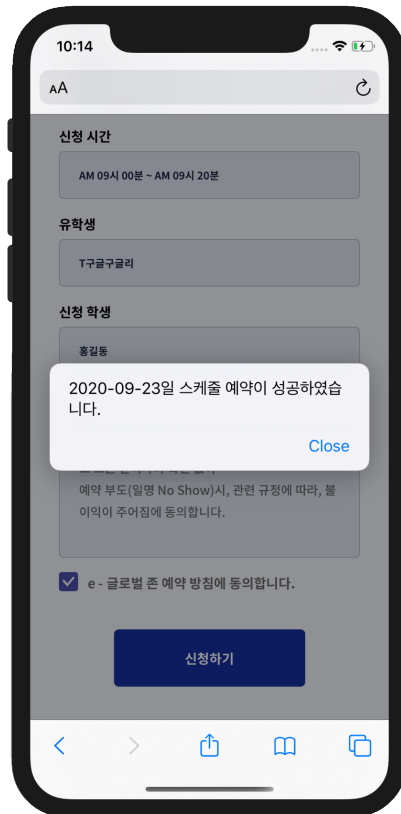 10:14
AA
신청 시간
AM 09시 00분 ~ AM 09시 20분
유학생
T구글구글리
신청 학생
홍길동
2020-09-23일 스케줄 예약이 성공하였습
니다.
Close
예약 부도(일명 No Show)시, 관련 규정에 따라, 불
이익이 주어짐에 동의합니다.
e - 글로벌 존 예약 방침에 동의합니다.
신청하기